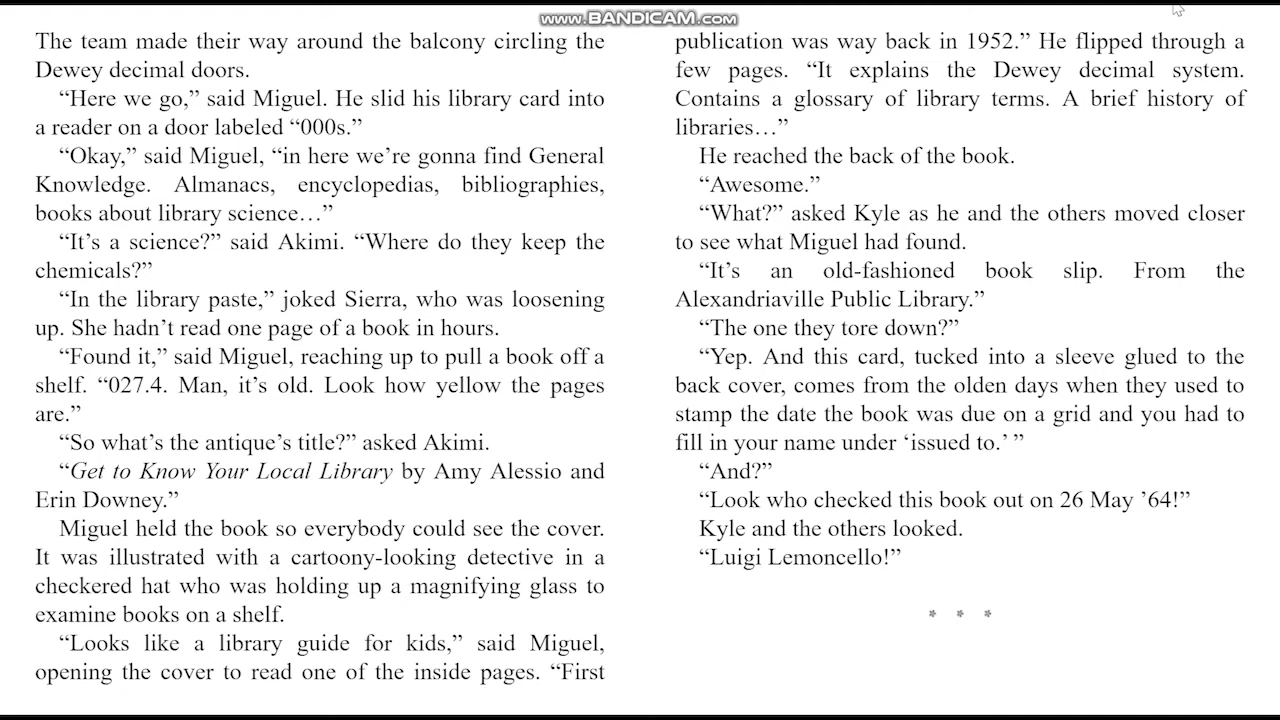 www.BANDICAM.com
The team made their way around the balcony circling the
Dewey decimal doors.
“Here we go,” said Miguel. He slid his library card into
a reader on a door labeled “000s.”
“Okay,” said Miguel, “in here we’re gonna find General
Knowledge. Almanacs, encyclopedias, bibliographies,
books about library science…”
“It’s a science?” said Akimi. “Where do they keep the
chemicals?”
“In the library paste,” joked Sierra, who was loosening
up. She hadn’t read one page of a book in hours.
“Found it,” said Miguel, reaching up to pull a book off a
shelf. “027.4. Man, it’s old. Look how yellow the pages
are.”
“So what’s the antique’s title?” asked Akimi.
“Get to Know Your Local Library by Amy Alessio and
Erin Downey.”
Miguel held the book so everybody could see the cover.
It was illustrated with a cartoony-looking detective in a
checkered hat who was holding up a magnifying glass to
examine books on a shelf.
“Looks like a library guide for kids,” said Miguel,
opening the cover to read one of the inside pages. “First
publication was way back in 1952.” He flipped through a
few pages. “It explains the Dewey decimal system.
Contains a glossary of library terms. A brief history of
libraries…”
He reached the back of the book.
“Awesome.”
“What?” asked Kyle as he and the others moved closer
to see what Miguel had found.
“It’s an old-fashioned book slip. From the
Alexandriaville Public Library.”
“The one they tore down?”
“Yep. And this card, tucked into a sleeve glued to the
back cover, comes from the olden days when they used to
stamp the date the book was due on a grid and you had to
fill in your name under ‘issued to.’ ”
“And?”
“Look who checked this book out on 26 May ’64!”
Kyle and the others looked.
“Luigi Lemoncello!”
* * *